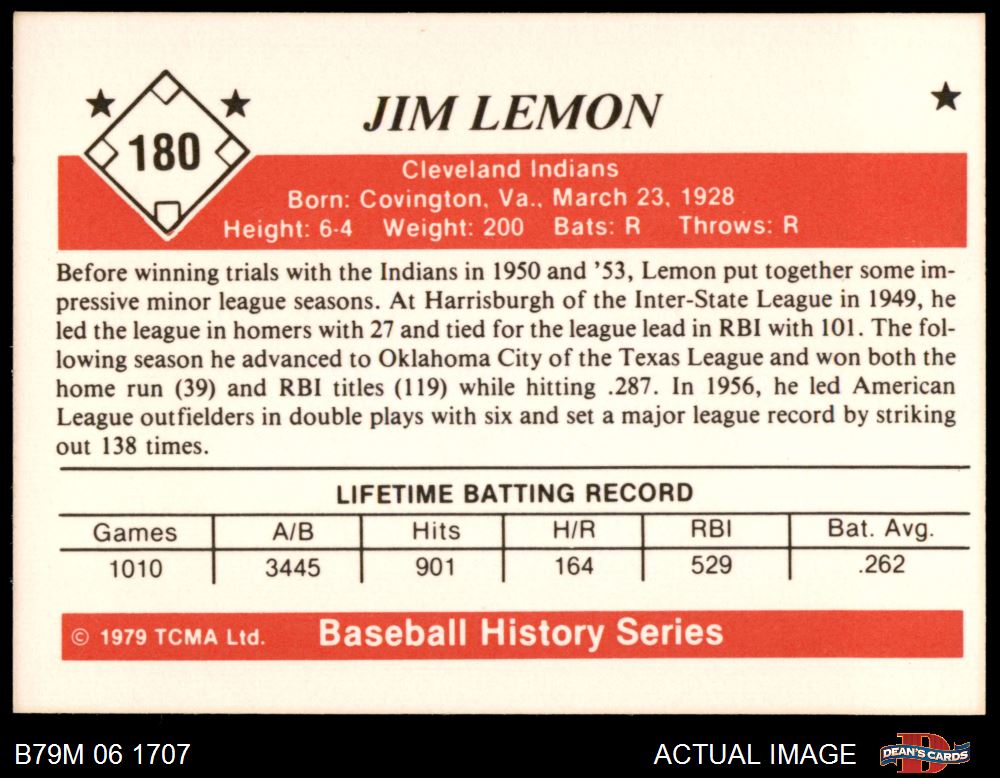 180
JIM LEMON
Cleveland Indians
Born: Covington, Va., March 23, 1928
Height: 6-4 Weight: 200 Bats: R Throws: R
Before winning trials with the Indians in 1950 and '53, Lemon put together some im-
pressive minor league seasons. At Harrisburgh of the Inter-State League in 1949, he
led the league in homers with 27 and tied for the league lead in RBI with 101. The fol-
lowing season he advanced to Oklahoma City of the Texas League and won both the
home run (39) and RBI titles (119) while hitting .287. In 1956, he led American
League outfielders in double plays with six and set a major league record by striking
out 138 times.
LIFETIME BATTING RECORD
Games A/B Hits H/R RBI Bat. Avg.
1010 3445 901 164 529 .262
© 1979 TCMA Ltd. Baseball History Series
B79M 06 1707 ACTUAL IMAGE DEAN'S CARDS